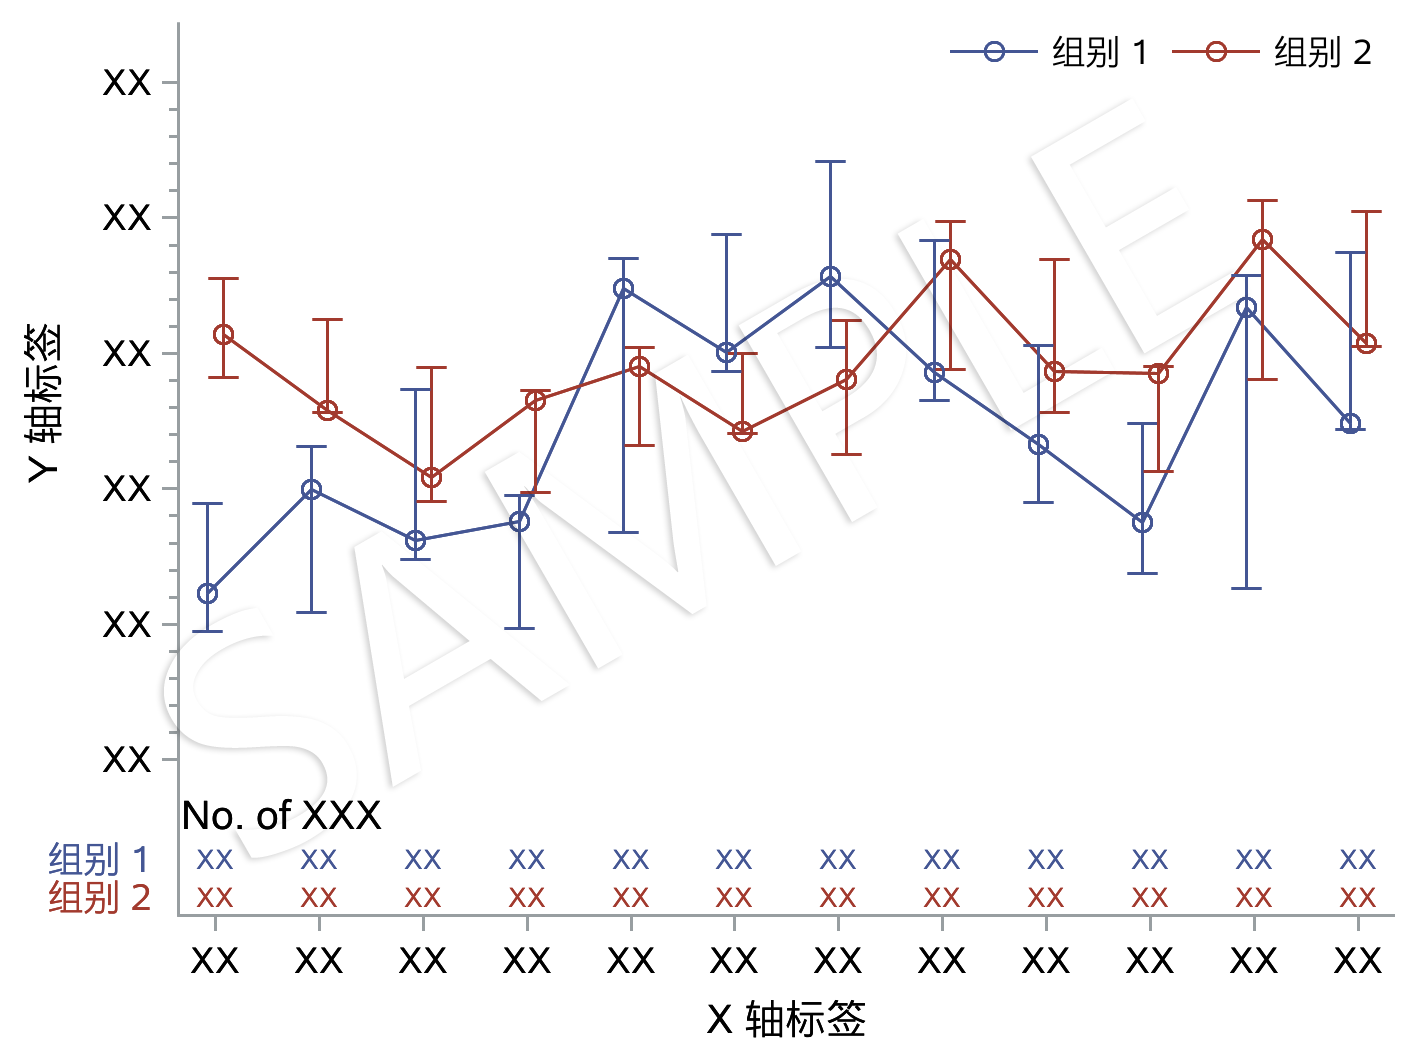 组别 1 组别 2
XX
XX
XX
XX
XX
XX
Y 轴标签
SAMPLE
No. of XXX
组别 1 XX XX XX XX XX XX XX XX XX XX XX XX
组别 2 XX XX XX XX XX XX XX XX XX XX XX XX
XX XX XX XX XX XX XX XX XX XX XX XX
X 轴标签